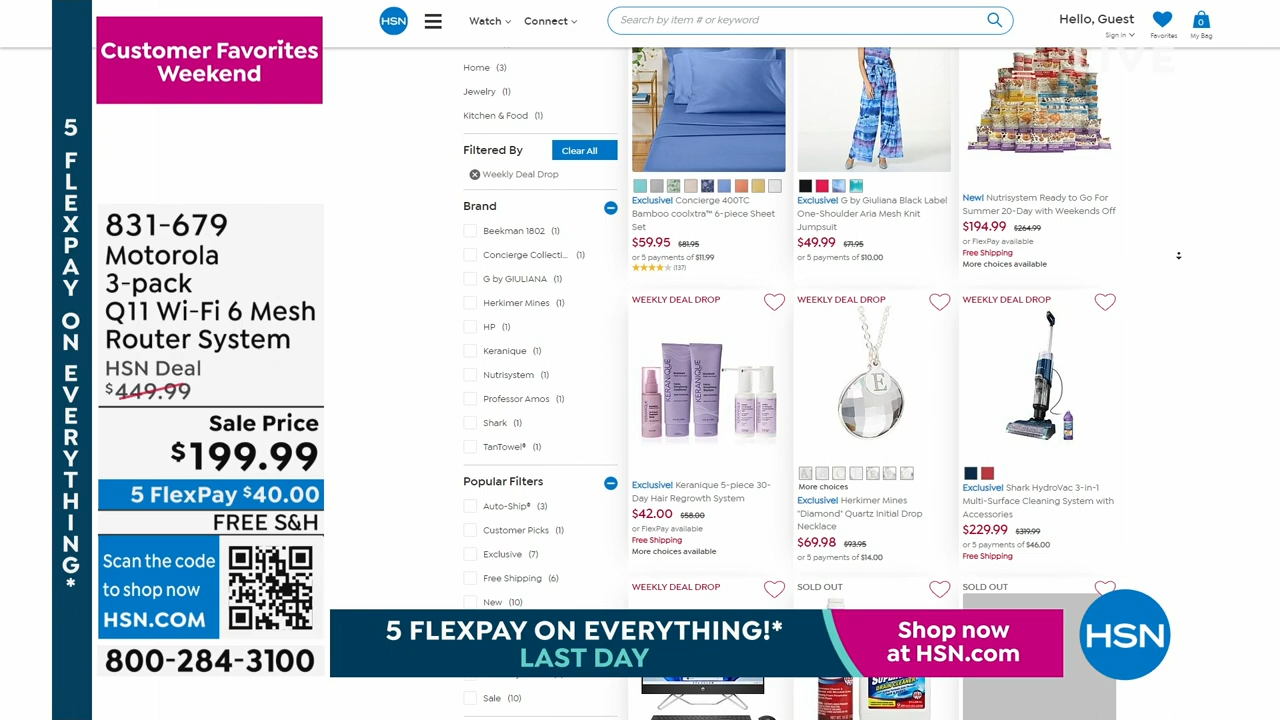 5 FLEXPAY ON EVERYTHING*
Customer Favorites
Weekend
831-679
Motorola
3-pack
Q11 Wi-Fi 6 Mesh
Router System
HSN Deal
$449.99
Sale Price
$199.99
5 FlexPay $40.00
FREE S&H
Scan the code
to shop now
HSN.COM
800-284-3100
HSN
Watch
Connect
Search by item # or keyword
Hello, Guest
Sign In
Favorites
0
My Bag
LIVE
Home (3)
Jewelry (1)
Kitchen & Food (1)
Filtered By
Clear All
Weekly Deal Drop
Brand
Beekman 1802 (1)
Concierge Collecti... (1)
G by GIULIANA (1)
Herkimer Mines (1)
HP (1)
Keranique (1)
Nutrisystem (1)
Professor Amos (1)
Shark (1)
TanTowel® (1)
Popular Filters
Auto-Ship® (3)
Customer Picks (1)
Exclusive (7)
Free Shipping (6)
New (10)
Sale (10)
Exclusive! Concierge 400TC
Bamboo coolxtra™ 6-piece Sheet
Set
$59.95 $81.95
or 5 payments of $11.99
(137)
Exclusive! G by Giuliana Black Label
One-Shoulder Aria Mesh Knit
Jumpsuit
$49.99 $71.95
or 5 payments of $10.00
New! Nutrisystem Ready to Go For
Summer 20-Day with Weekends Off
$194.99 $264.99
or FlexPay available
Free Shipping
More choices available
WEEKLY DEAL DROP
KERANIQUE
KERANIQUE
Exclusive! Keranique 5-piece 30-
Day Hair Regrowth System
$42.00 $58.00
or FlexPay available
Free Shipping
More choices available
WEEKLY DEAL DROP
E
More choices
Exclusive! Herkimer Mines
"Diamond" Quartz Initial Drop
Necklace
$69.98 $93.95
or 5 payments of $14.00
WEEKLY DEAL DROP
Exclusive! Shark HydroVac 3-in-1
Multi-Surface Cleaning System with
Accessories
$229.99 $319.99
or 5 payments of $46.00
Free Shipping
WEEKLY DEAL DROP
SOLD OUT
SOLD OUT
DRAIN CLEANER
5 FLEXPAY ON EVERYTHING!*
LAST DAY
Shop now
at HSN.com
HSN